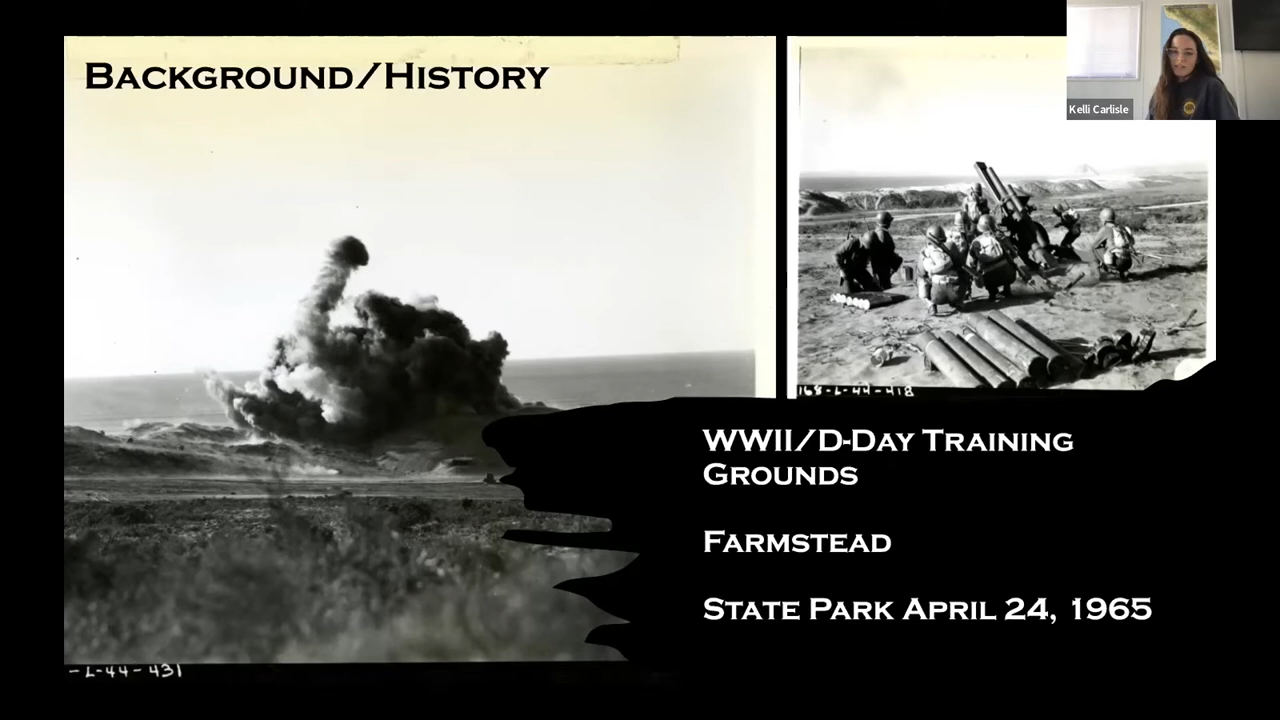 Background/History
Kelli Carlisle
168-L-44-418
WWII/D-Day Training
Grounds
Farmstead
State Park April 24, 1965
-L-44-431